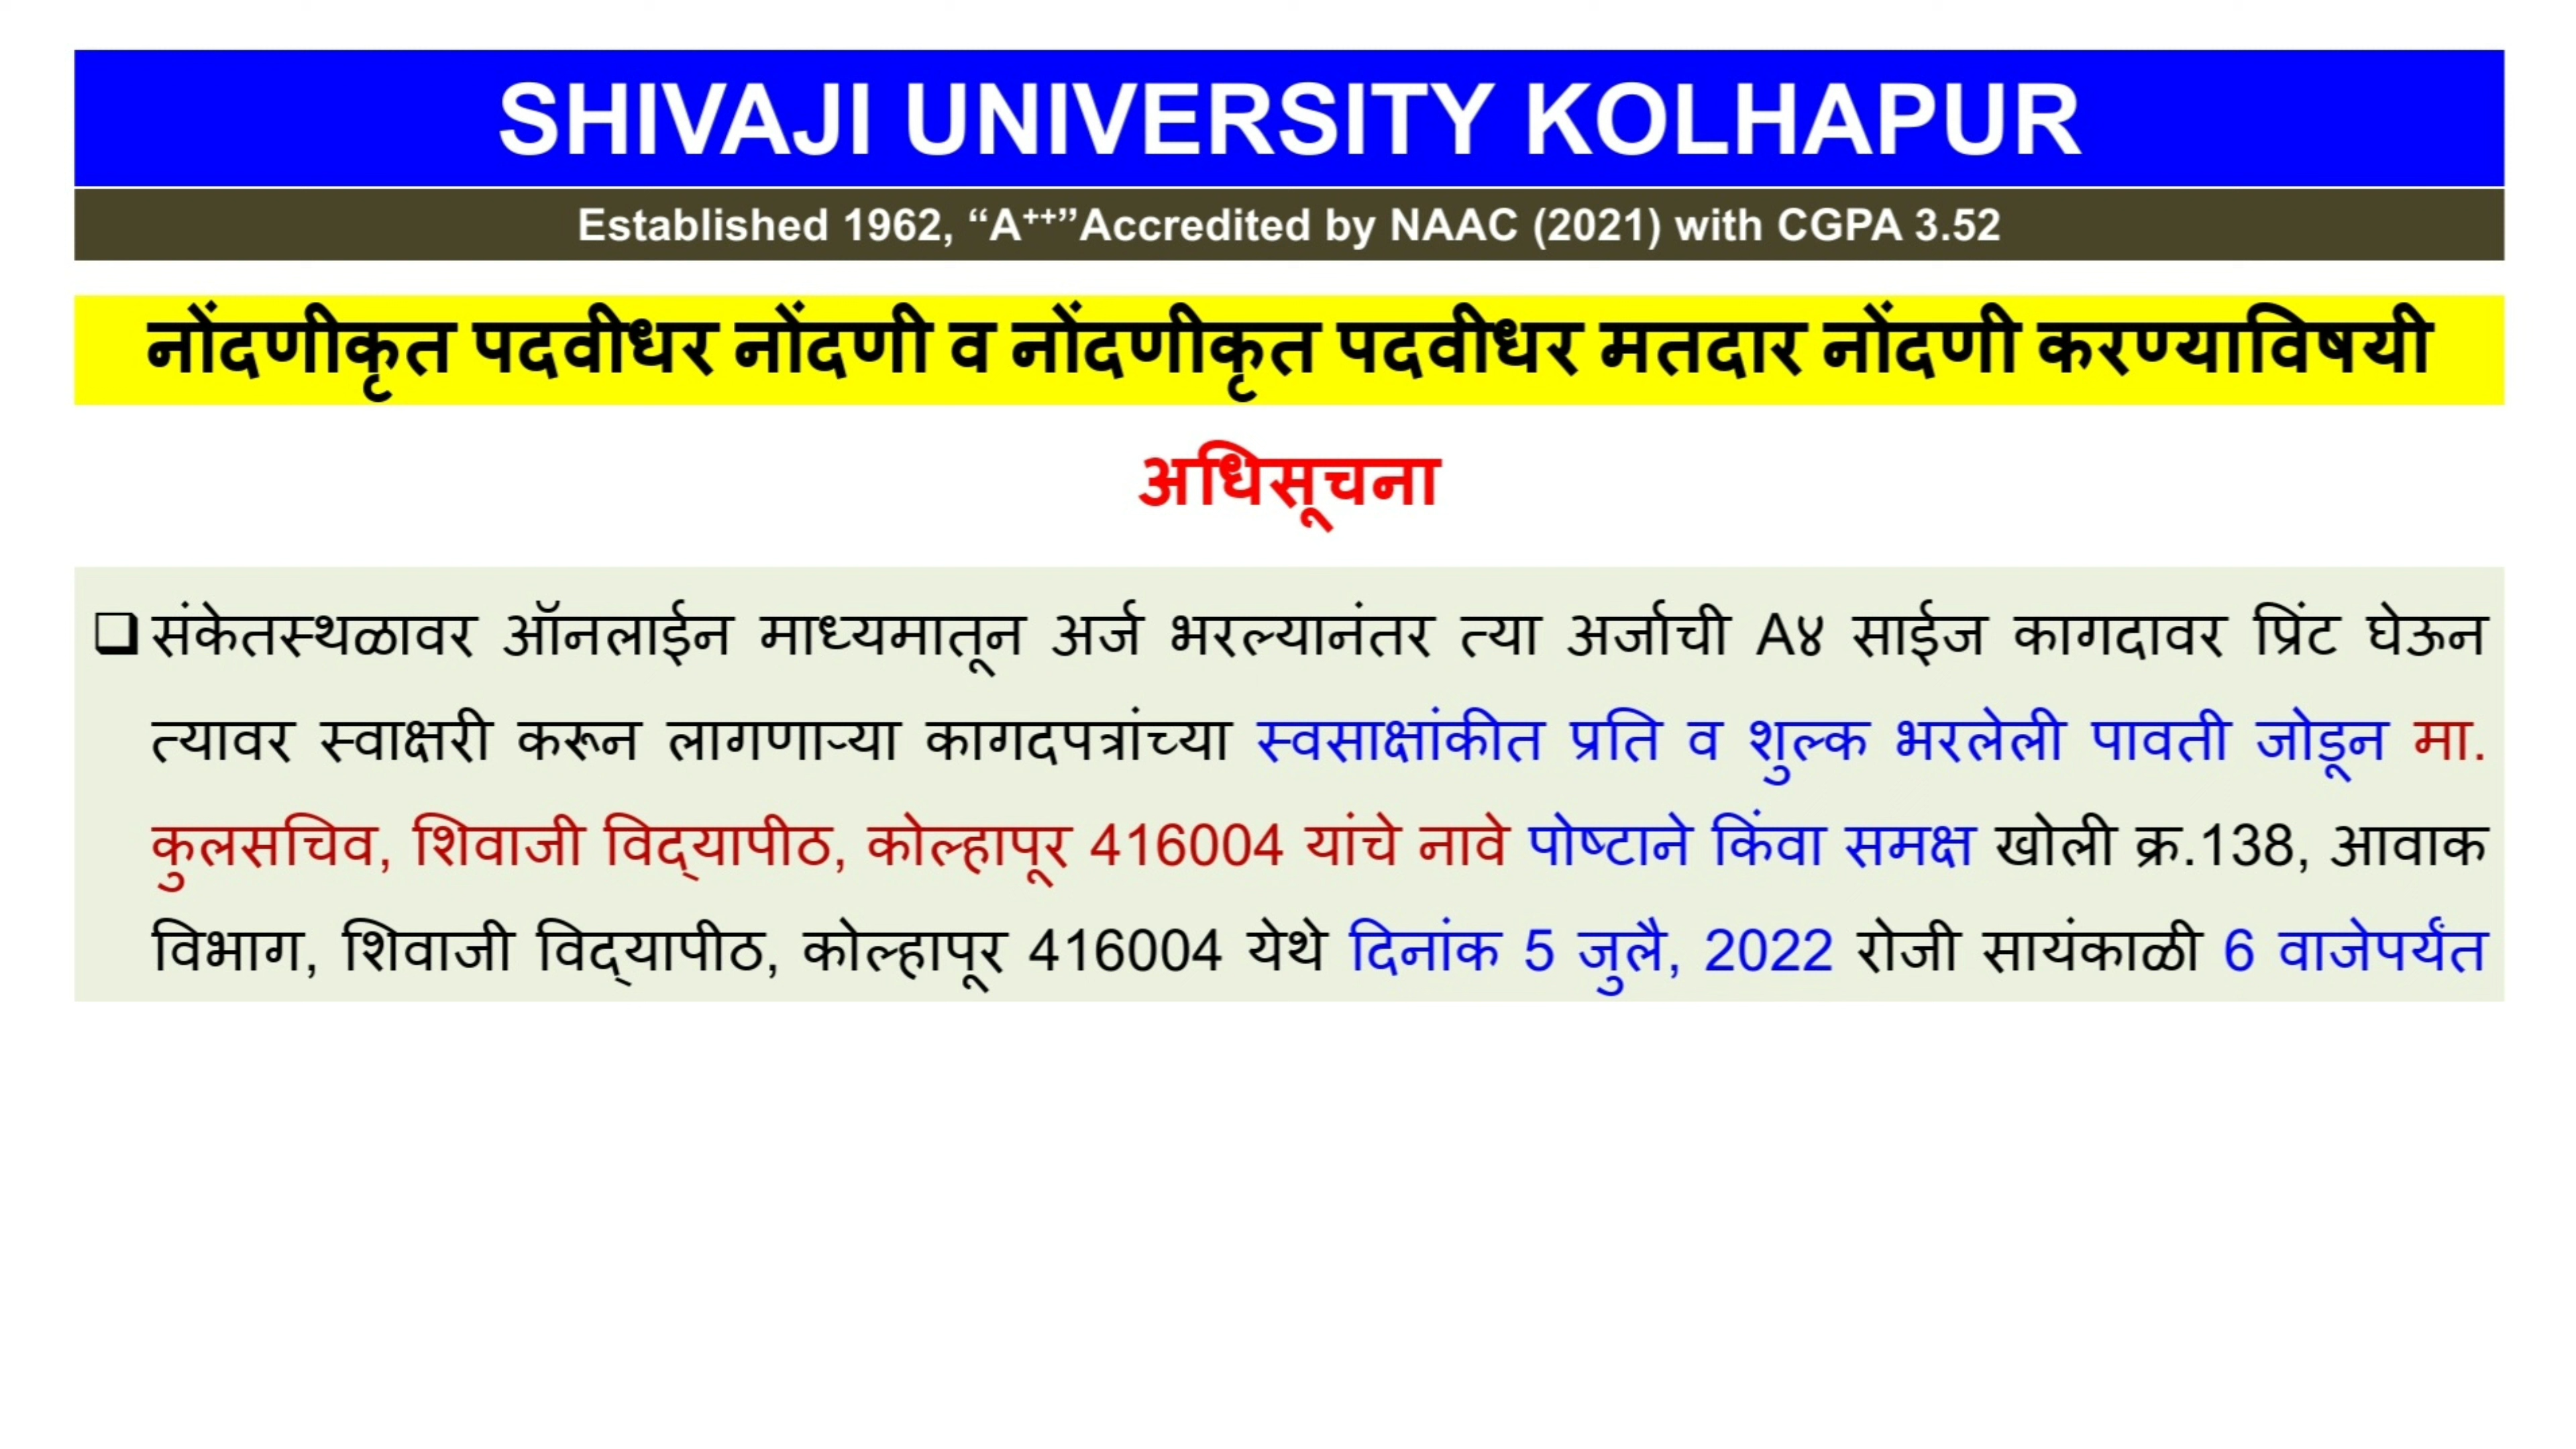 SHIVAJI UNIVERSITY KOLHAPUR
Established 1962, “A⁺⁺”Accredited by NAAC (2021) with CGPA 3.52
नोंदणीकृत पदवीधर नोंदणी व नोंदणीकृत पदवीधर मतदार नोंदणी करण्याविषयी
अधिसूचना
❑ संकेतस्थळावर ऑनलाईन माध्यमातून अर्ज भरल्यानंतर त्या अर्जाची A४ साईज कागदावर प्रिंट घेऊन
त्यावर स्वाक्षरी करून लागणाऱ्या कागदपत्रांच्या स्वसाक्षांकीत प्रति व शुल्क भरलेली पावती जोडून मा.
कुलसचिव, शिवाजी विद्‌यापीठ, कोल्हापूर 416004 यांचे नावे पोष्टाने किंवा समक्ष खोली क्र.138, आवाक
विभाग, शिवाजी विद्‌यापीठ, कोल्हापूर 416004 येथे दिनांक 5 जुलै, 2022 रोजी सायंकाळी 6 वाजेपर्यंत